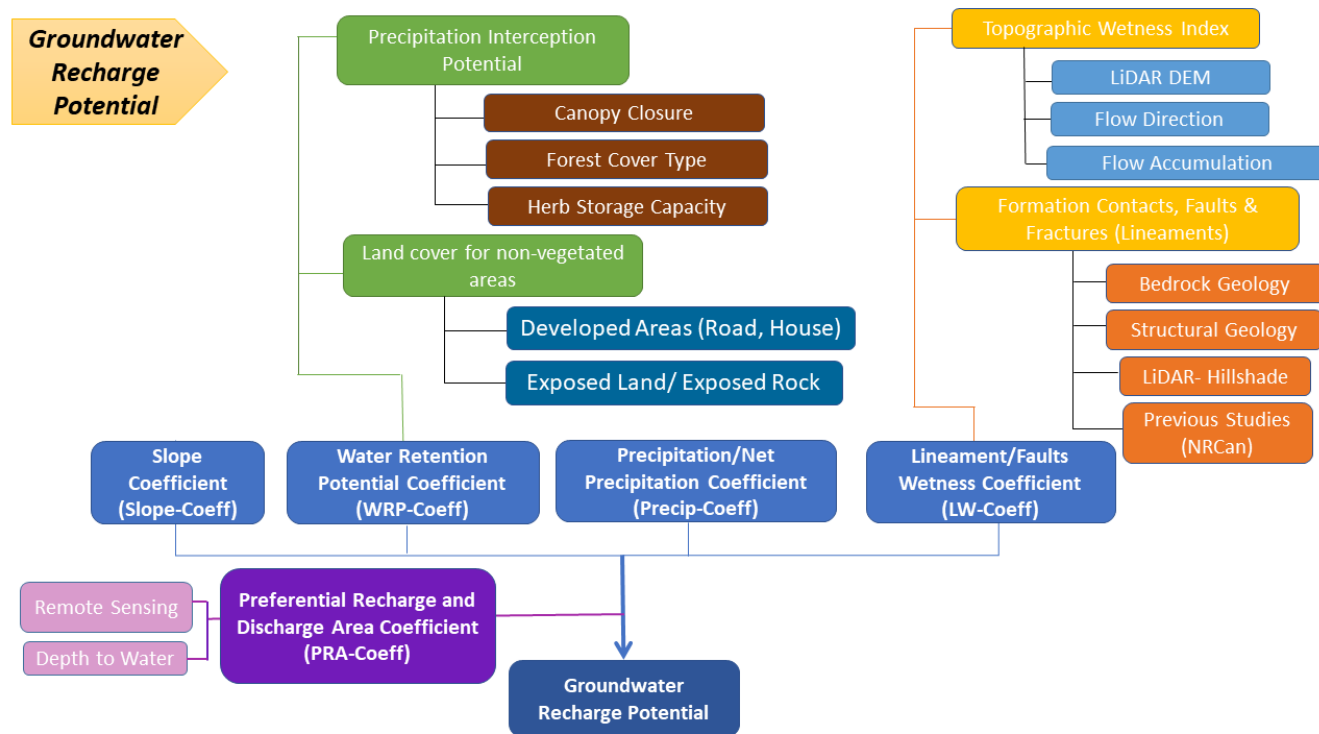 Groundwater
Recharge
Potential
Precipitation Interception
Potential
Canopy Closure
Forest Cover Type
Herb Storage Capacity
Land cover for non-vegetated
areas
Developed Areas (Road, House)
Exposed Land/ Exposed Rock
Topographic Wetness Index
LiDAR DEM
Flow Direction
Flow Accumulation
Formation Contacts, Faults &
Fractures (Lineaments)
Bedrock Geology
Structural Geology
LiDAR- Hillshade
Previous Studies
(NRCan)
Slope
Coefficient
(Slope-Coeff)
Water Retention
Potential Coefficient
(WRP-Coeff)
Precipitation/Net
Precipitation Coefficient
(Precip-Coeff)
Lineament/Faults
Wetness Coefficient
(LW-Coeff)
Remote Sensing
Depth to Water
Preferential Recharge and
Discharge Area Coefficient
(PRA-Coeff)
Groundwater
Recharge Potential